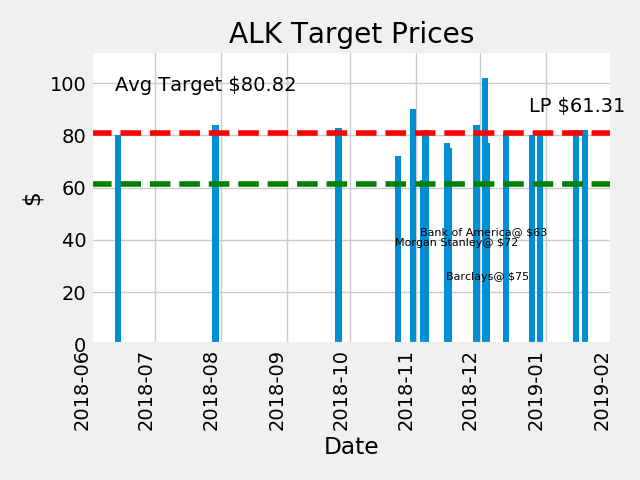 ALK Target Prices
Avg Target $80.82
LP $61.31
100
80
60
40
20
0
$
Bank of America@ $63
Morgan Stanley@ $72
Barclays@ $75
2018-06
2018-07
2018-08
2018-09
2018-10
2018-11
2018-12
2019-01
2019-02
Date